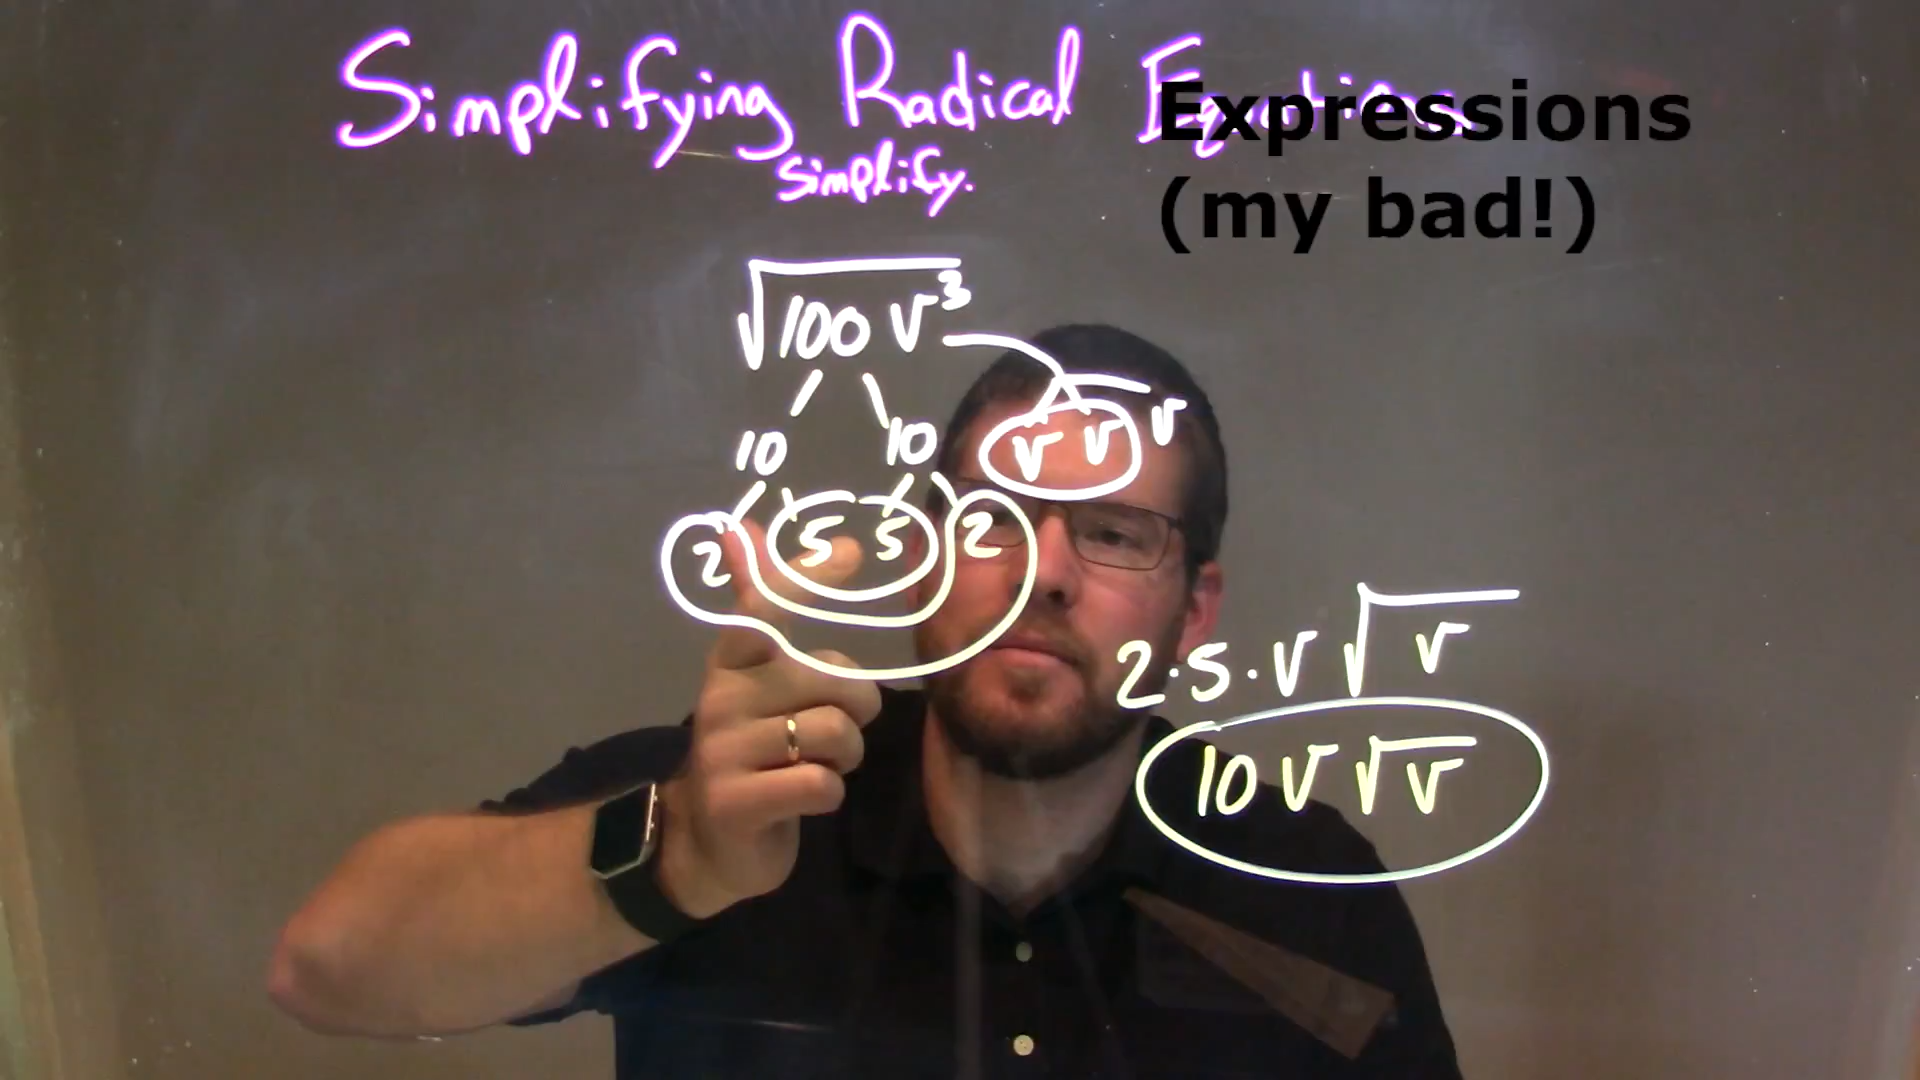 Simplifying Radical Equations
Expressions
simplify.
(my bad!)
√100v³
10 10 v v v
2 5 5 2
2·5·v√v
10v√v